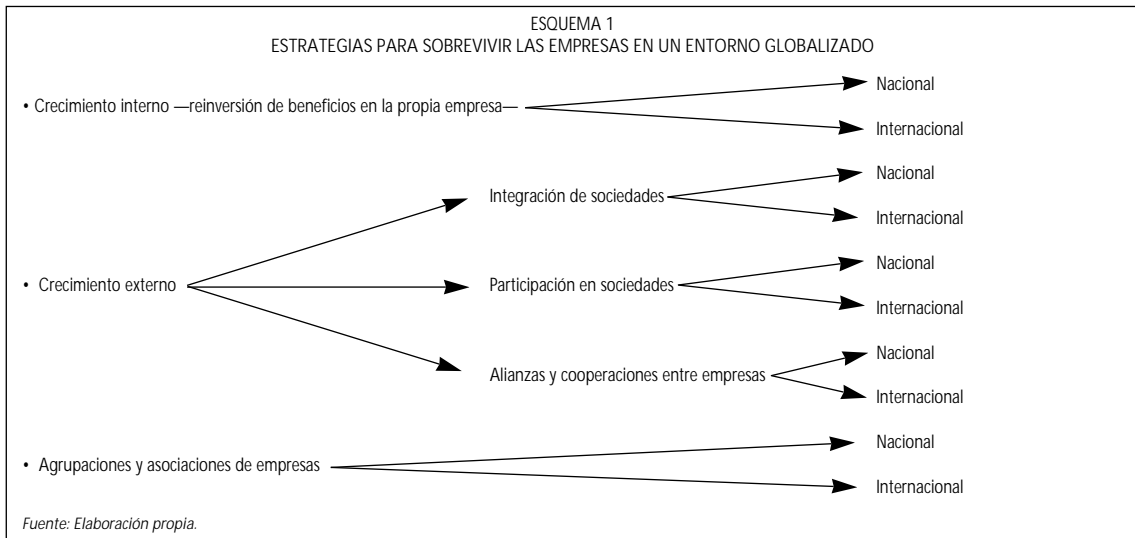 ESQUEMA 1
ESTRATEGIAS PARA SOBREVIVIR LAS EMPRESAS EN UN ENTORNO GLOBALIZADO
• Crecimiento interno —reinversión de beneficios en la propia empresa—
Nacional
Internacional
• Crecimiento externo
Integración de sociedades
Nacional
Internacional
Participación en sociedades
Nacional
Internacional
Alianzas y cooperaciones entre empresas
Nacional
Internacional
• Agrupaciones y asociaciones de empresas
Nacional
Internacional
Fuente: Elaboración propia.